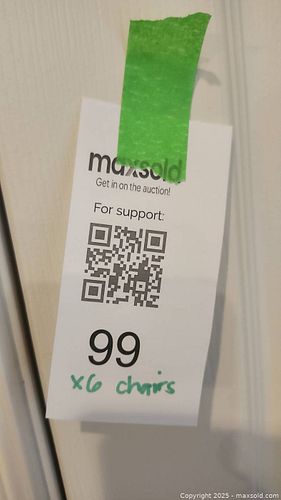 maxsold
Get in on the auction!
For support:
99
x6 chairs
Copyright © 2025 - maxsold.com